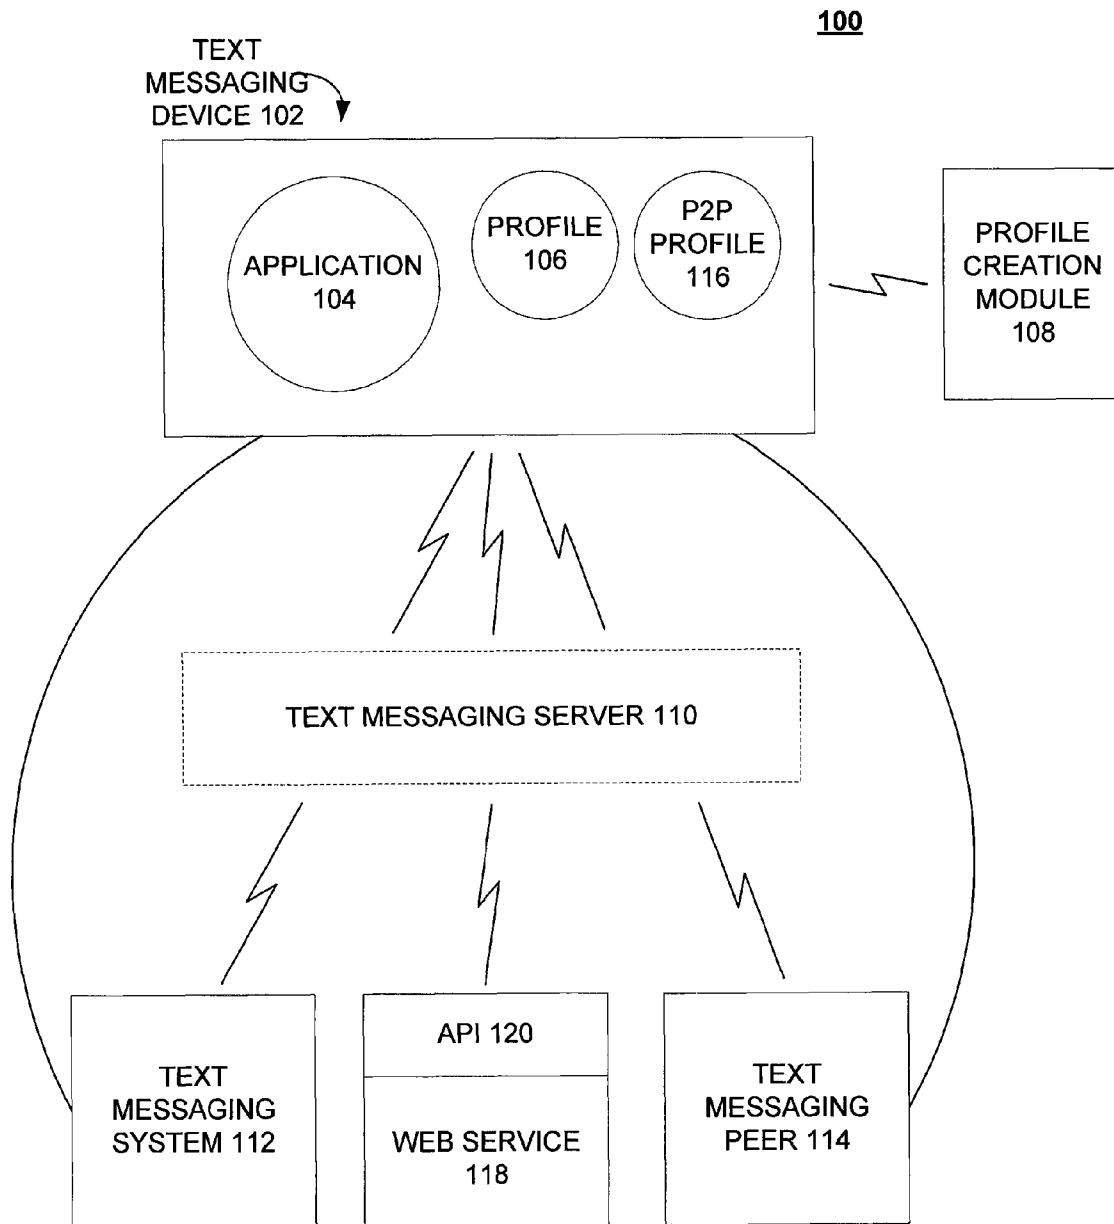 100
TEXT
MESSAGING
DEVICE 102
APPLICATION
104
PROFILE
106
P2P
PROFILE
116
PROFILE
CREATION
MODULE
108
TEXT MESSAGING SERVER 110
TEXT
MESSAGING
SYSTEM 112
API 120
WEB SERVICE
118
TEXT
MESSAGING
PEER 114